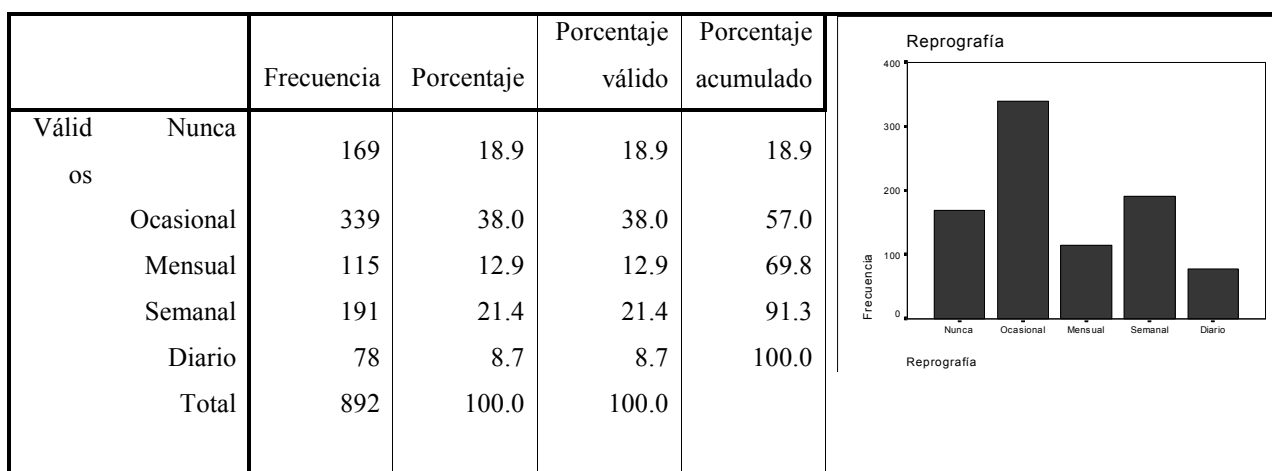 Porcentaje Porcentaje
Frecuencia Porcentaje válido acumulado
Válid Nunca 169 18.9 18.9 18.9
os
Ocasional 339 38.0 38.0 57.0
Mensual 115 12.9 12.9 69.8
Semanal 191 21.4 21.4 91.3
Diario 78 8.7 8.7 100.0
Total 892 100.0 100.0
Reprografía
400
300
200
100
0
Frecuencia
Nunca Ocasional Mensual Semanal Diario
Reprografía